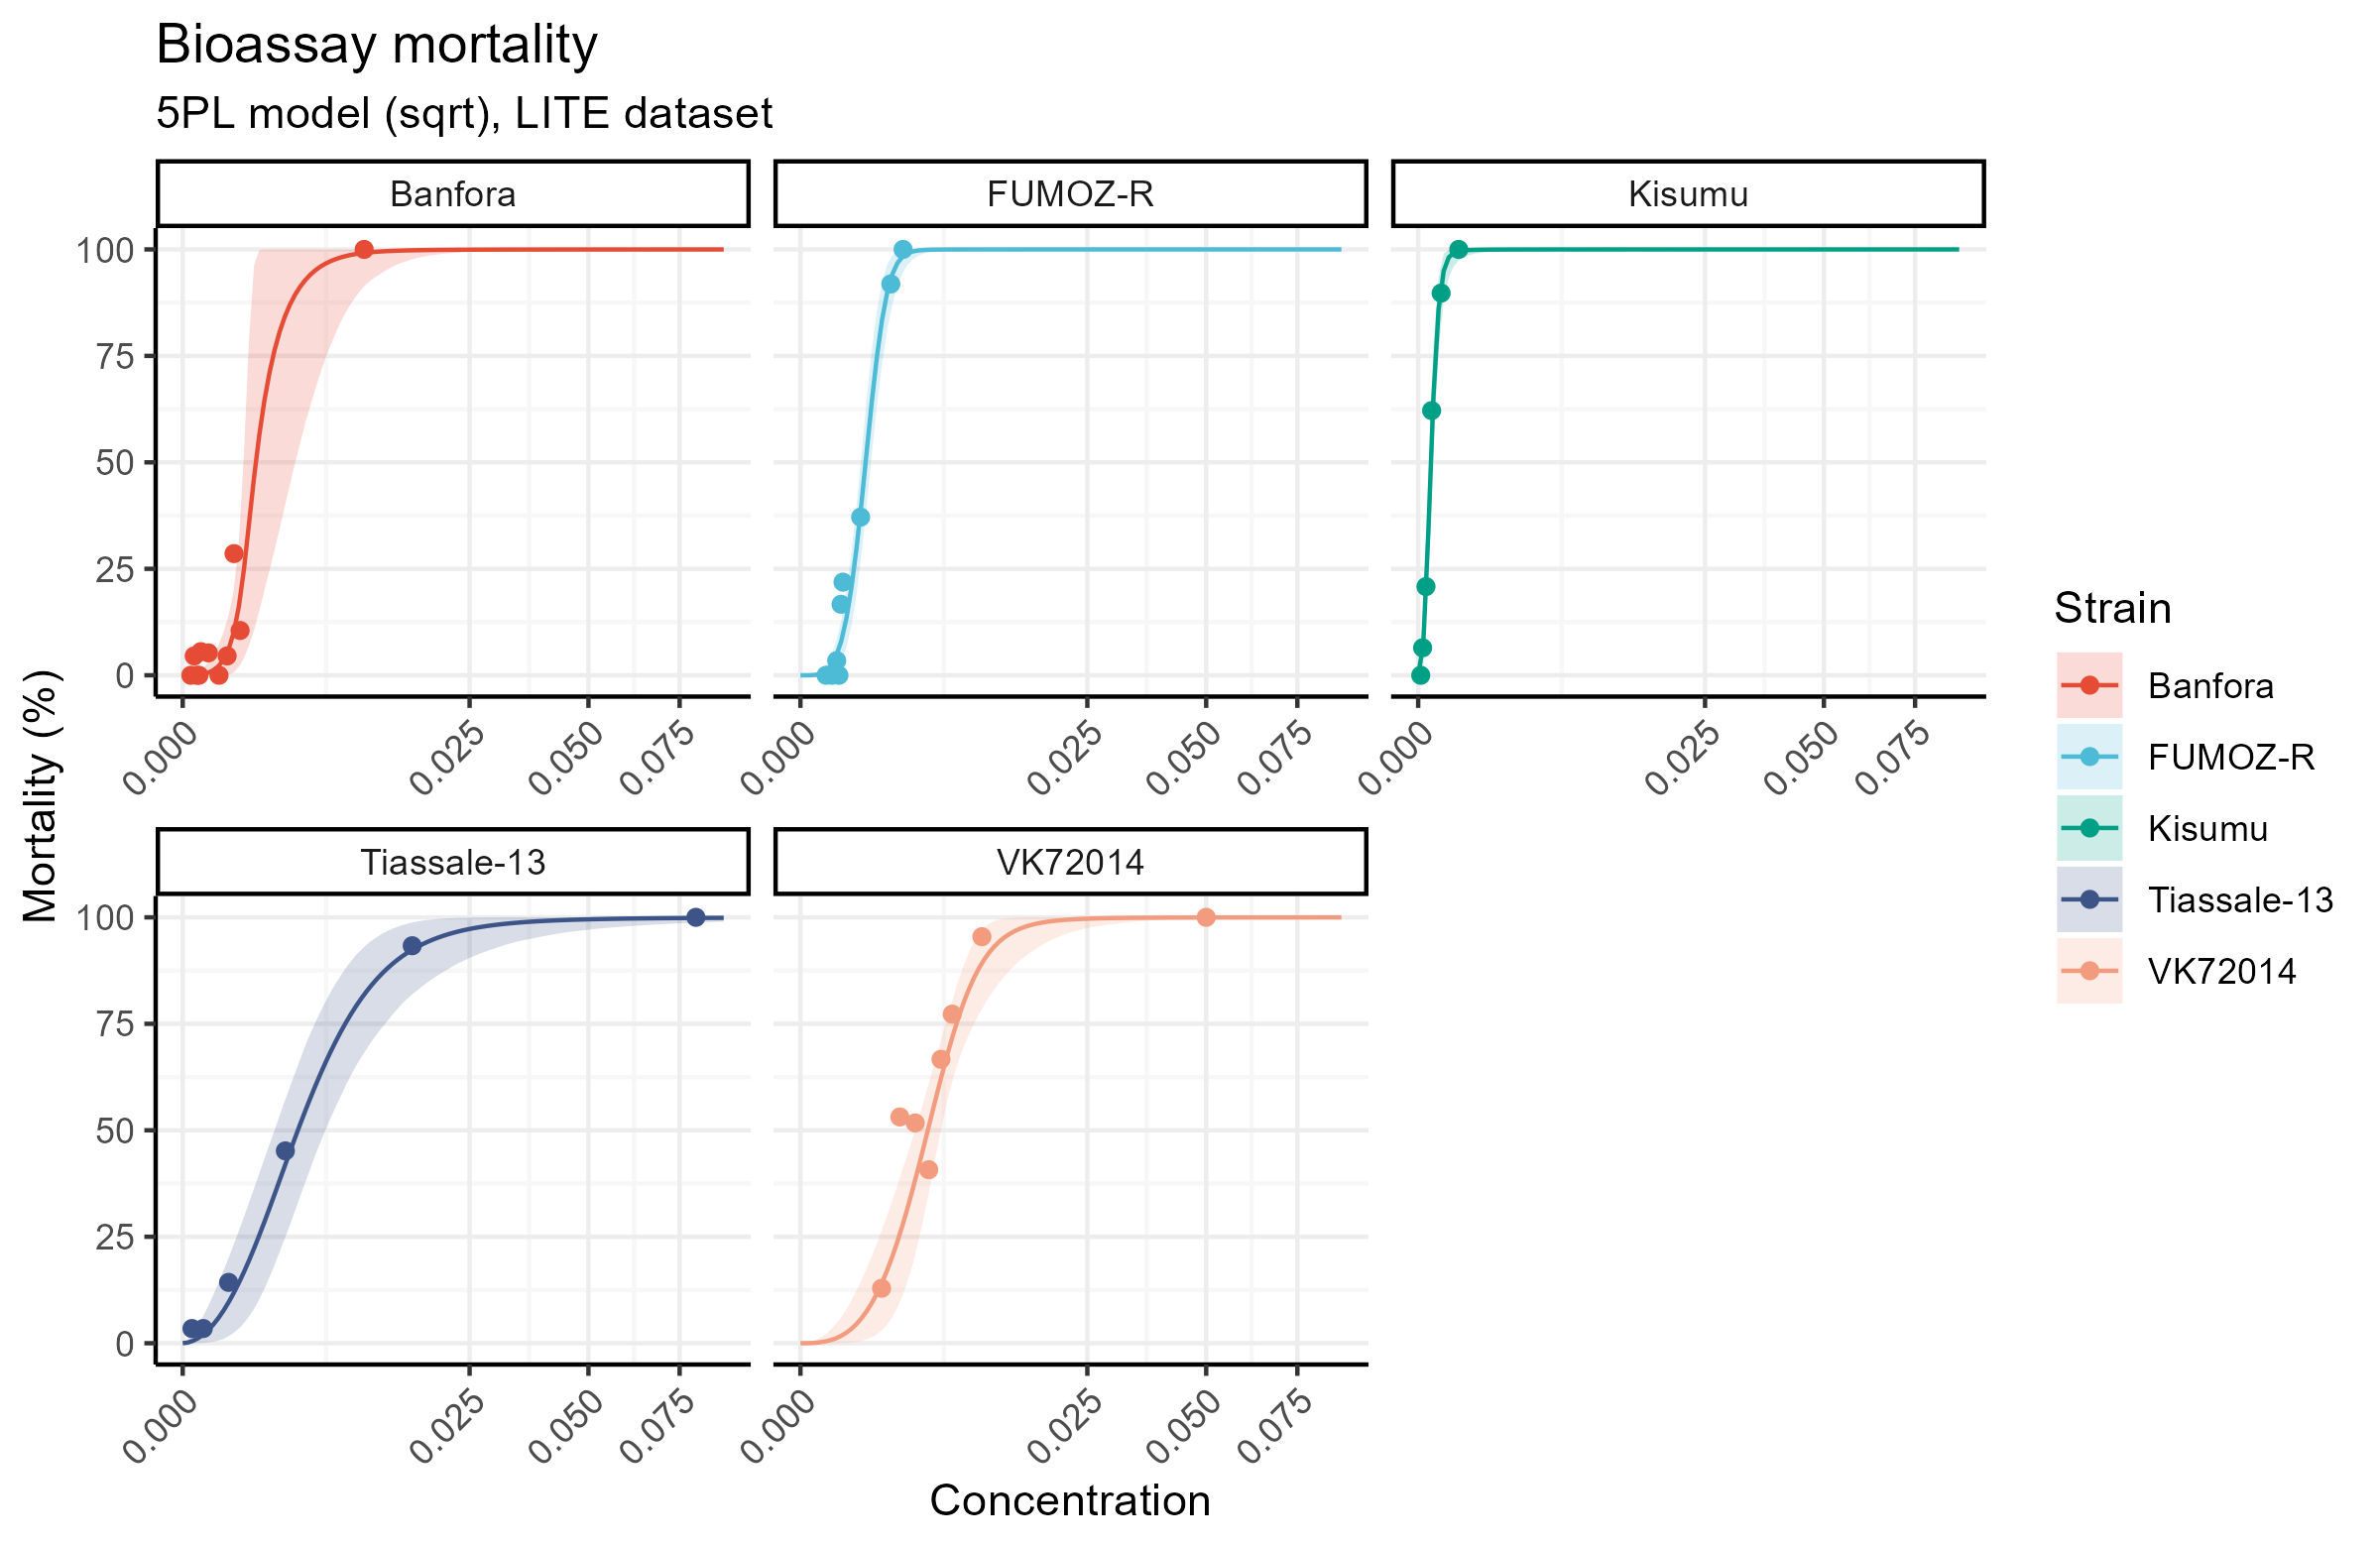 Bioassay mortality
5PL model (sqrt), LITE dataset
Banfora
FUMOZ-R
Kisumu
100
75
50
25
0
0.000
0.025
0.050
0.075
0.000
0.025
0.050
0.075
0.000
0.025
0.050
0.075
Mortality (%)
Tiassale-13
VK72014
100
75
50
25
0
0.000
0.025
0.050
0.075
0.000
0.025
0.050
0.075
Concentration
Strain
Banfora
FUMOZ-R
Kisumu
Tiassale-13
VK72014